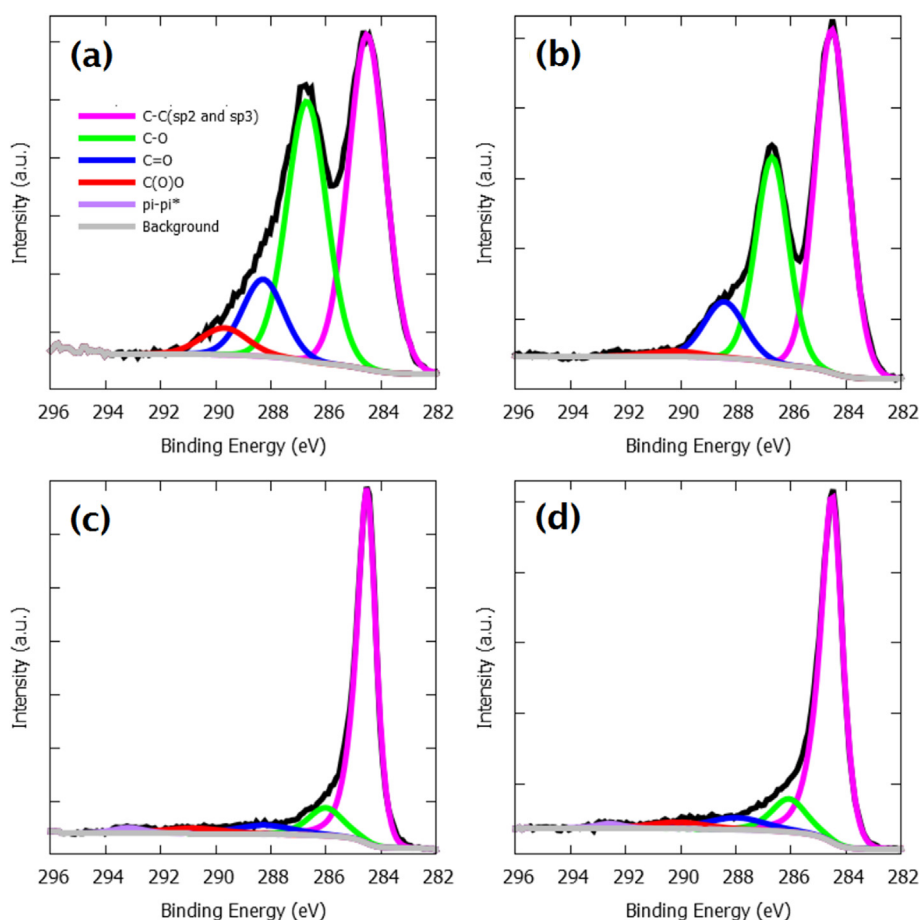 (a)
C-C(sp2 and sp3)
C-O
C=O
C(O)O
pi-pi*
Background
Intensity (a.u.)
296 294 292 290 288 286 284 282
Binding Energy (eV)
(b)
Intensity (a.u.)
296 294 292 290 288 286 284 282
Binding Energy (eV)
(c)
Intensity (a.u.)
296 294 292 290 288 286 284 282
Binding Energy (eV)
(d)
Intensity (a.u.)
296 294 292 290 288 286 284 282
Binding Energy (eV)